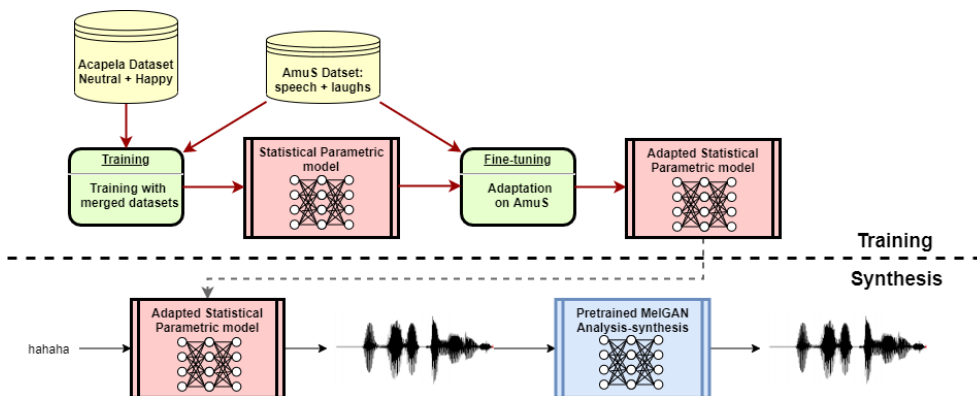 Acapela Dataset
Neutral + Happy
AmuS Datset:
speech + laughs
Training
Training with
merged datasets
Statistical Parametric
model
Fine-tuning
Adaptation
on AmuS
Adapted Statistical
Parametric model
Training
Synthesis
hahaha
Adapted Statistical
Parametric model
Pretrained MelGAN
Analysis-synthesis